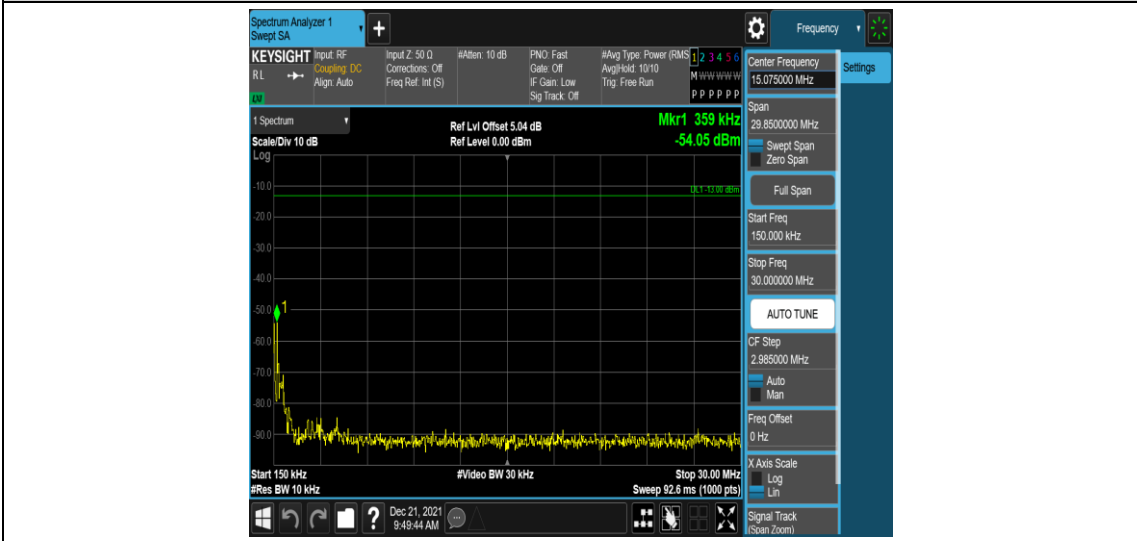 Spectrum Analyzer 1
Swept SA
+
Frequency
KEYSIGHT
RL
LXI
Input: RF
Coupling: DC
Align: Auto
Input Z: 50 Ω
Corrections: Off
Freq Ref: Int (S)
#Atten: 10 dB
PNO: Fast
Gate: Off
IF Gain: Low
Sig Track: Off
#Avg Type: Power (RMS
Avg|Hold: 10/10
Trig: Free Run
1 2 3 4 5 6
M W W W W W
P P P P P P
1 Spectrum
Scale/Div 10 dB
Log
Ref Lvl Offset 5.04 dB
Ref Level 0.00 dBm
Mkr1 359 kHz
-54.05 dBm
DL1 -13.00 dBm
-10.0
-20.0
-30.0
-40.0
-50.0
1
-60.0
-70.0
-80.0
-90.0
Start 150 kHz
#Video BW 30 kHz
Stop 30.00 MHz
#Res BW 10 kHz
Sweep 92.6 ms (1000 pts)
?
Dec 21, 2021
9:49:44 AM
Center Frequency
15.075000 MHz
Settings
Span
29.8500000 MHz
Swept Span
Zero Span
Full Span
Start Freq
150.000 kHz
Stop Freq
30.000000 MHz
AUTO TUNE
CF Step
2.985000 MHz
Auto
Man
Freq Offset
0 Hz
X Axis Scale
Log
Lin
Signal Track
(Span Zoom)